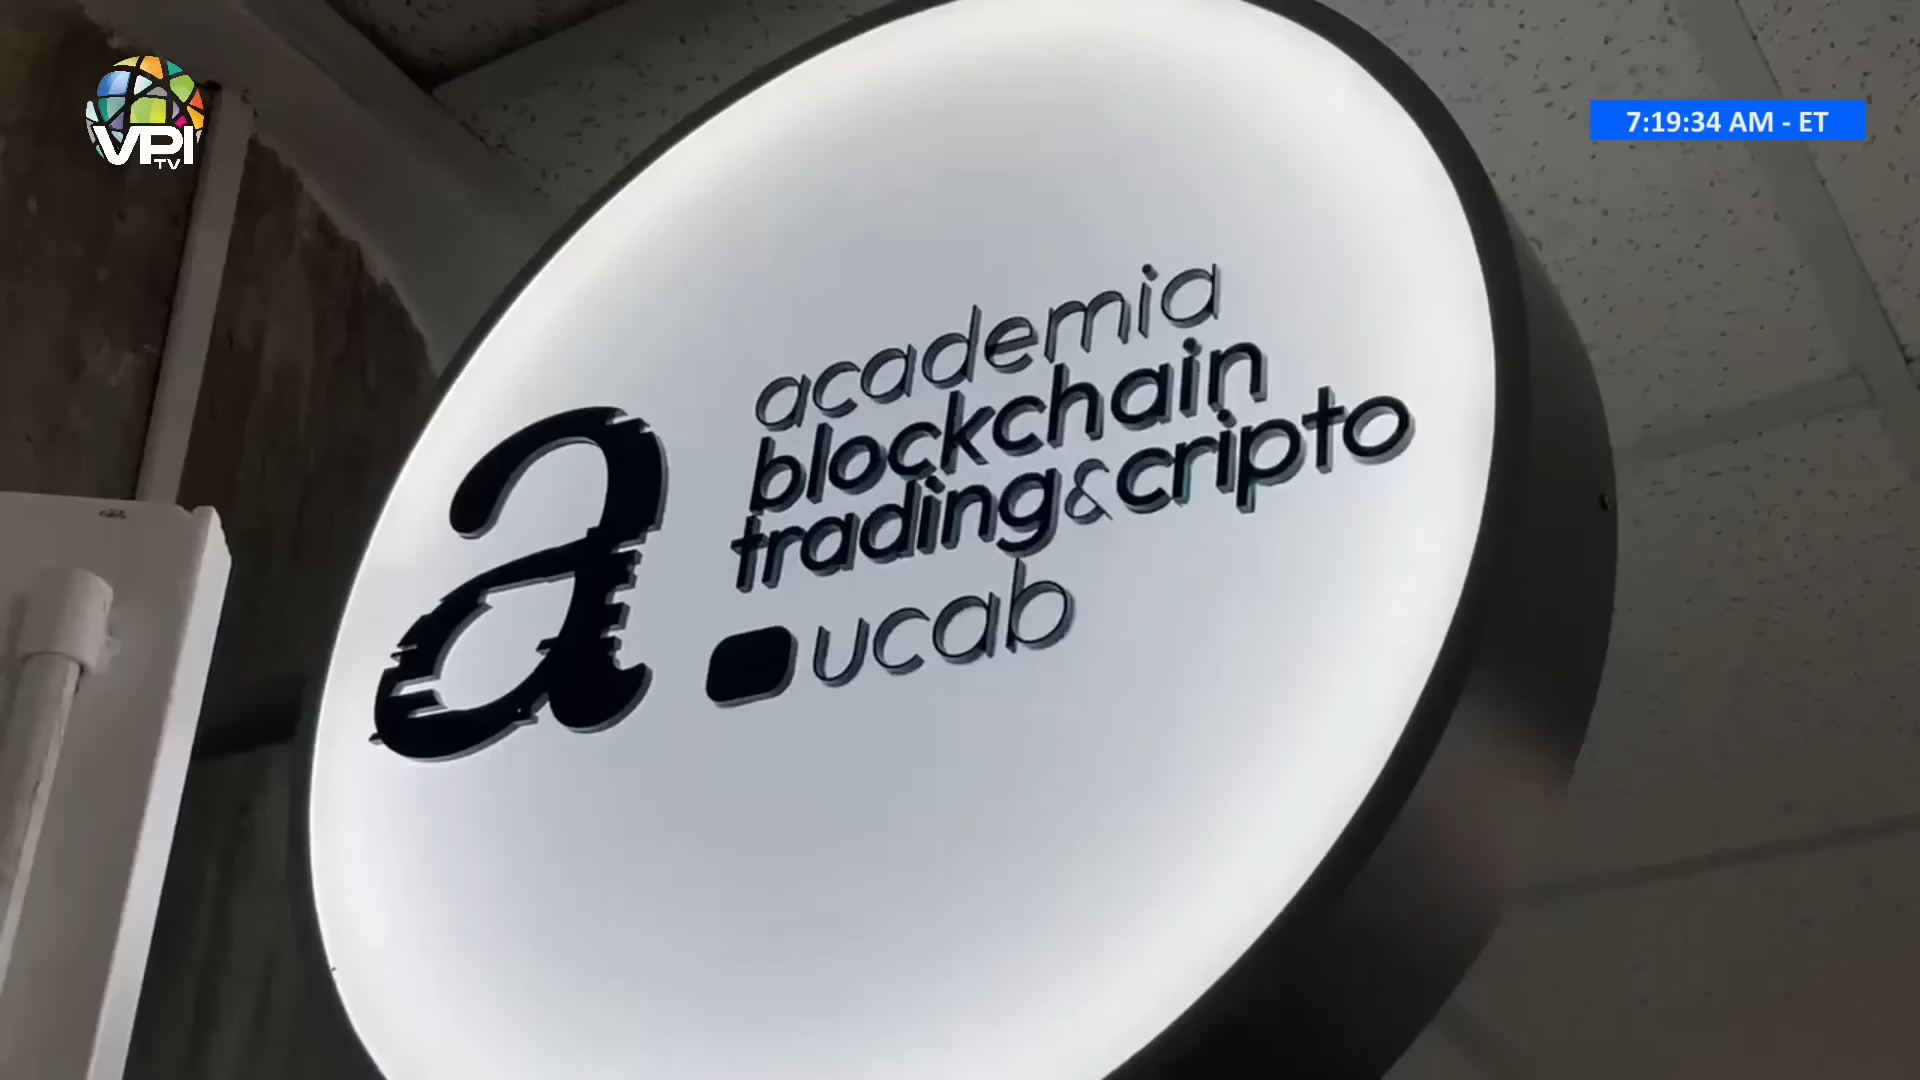 VPI
TV
7:19:34 AM - ET
a
academia
blockchain
trading&cripto
ucab